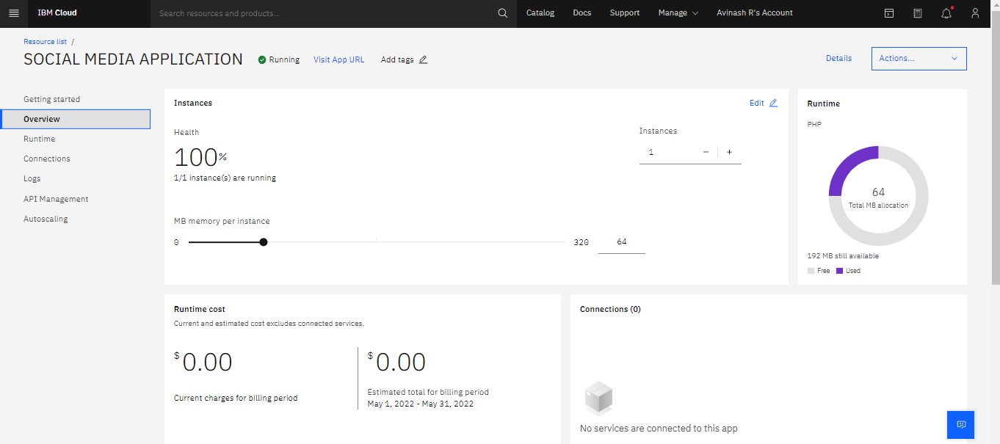 IBM Cloud
Search resources and products...
Catalog
Docs
Support
Manage
Avinash R's Account
Resource list /
SOCIAL MEDIA APPLICATION
Running
Visit App URL
Add tags
Details
Actions...
Getting started
Overview
Runtime
Connections
Logs
API Management
Autoscaling
Instances
Edit
Health
100%
1/1 instance(s) are running
Instances
1
MB memory per instance
0
320
64
Runtime
PHP
64
Total MB allocation
192 MB still available
Free
Used
Runtime cost
Current and estimated cost excludes connected services.
$0.00
Current charges for billing period
$0.00
Estimated total for billing period
May 1, 2022 - May 31, 2022
Connections (0)
No services are connected to this app